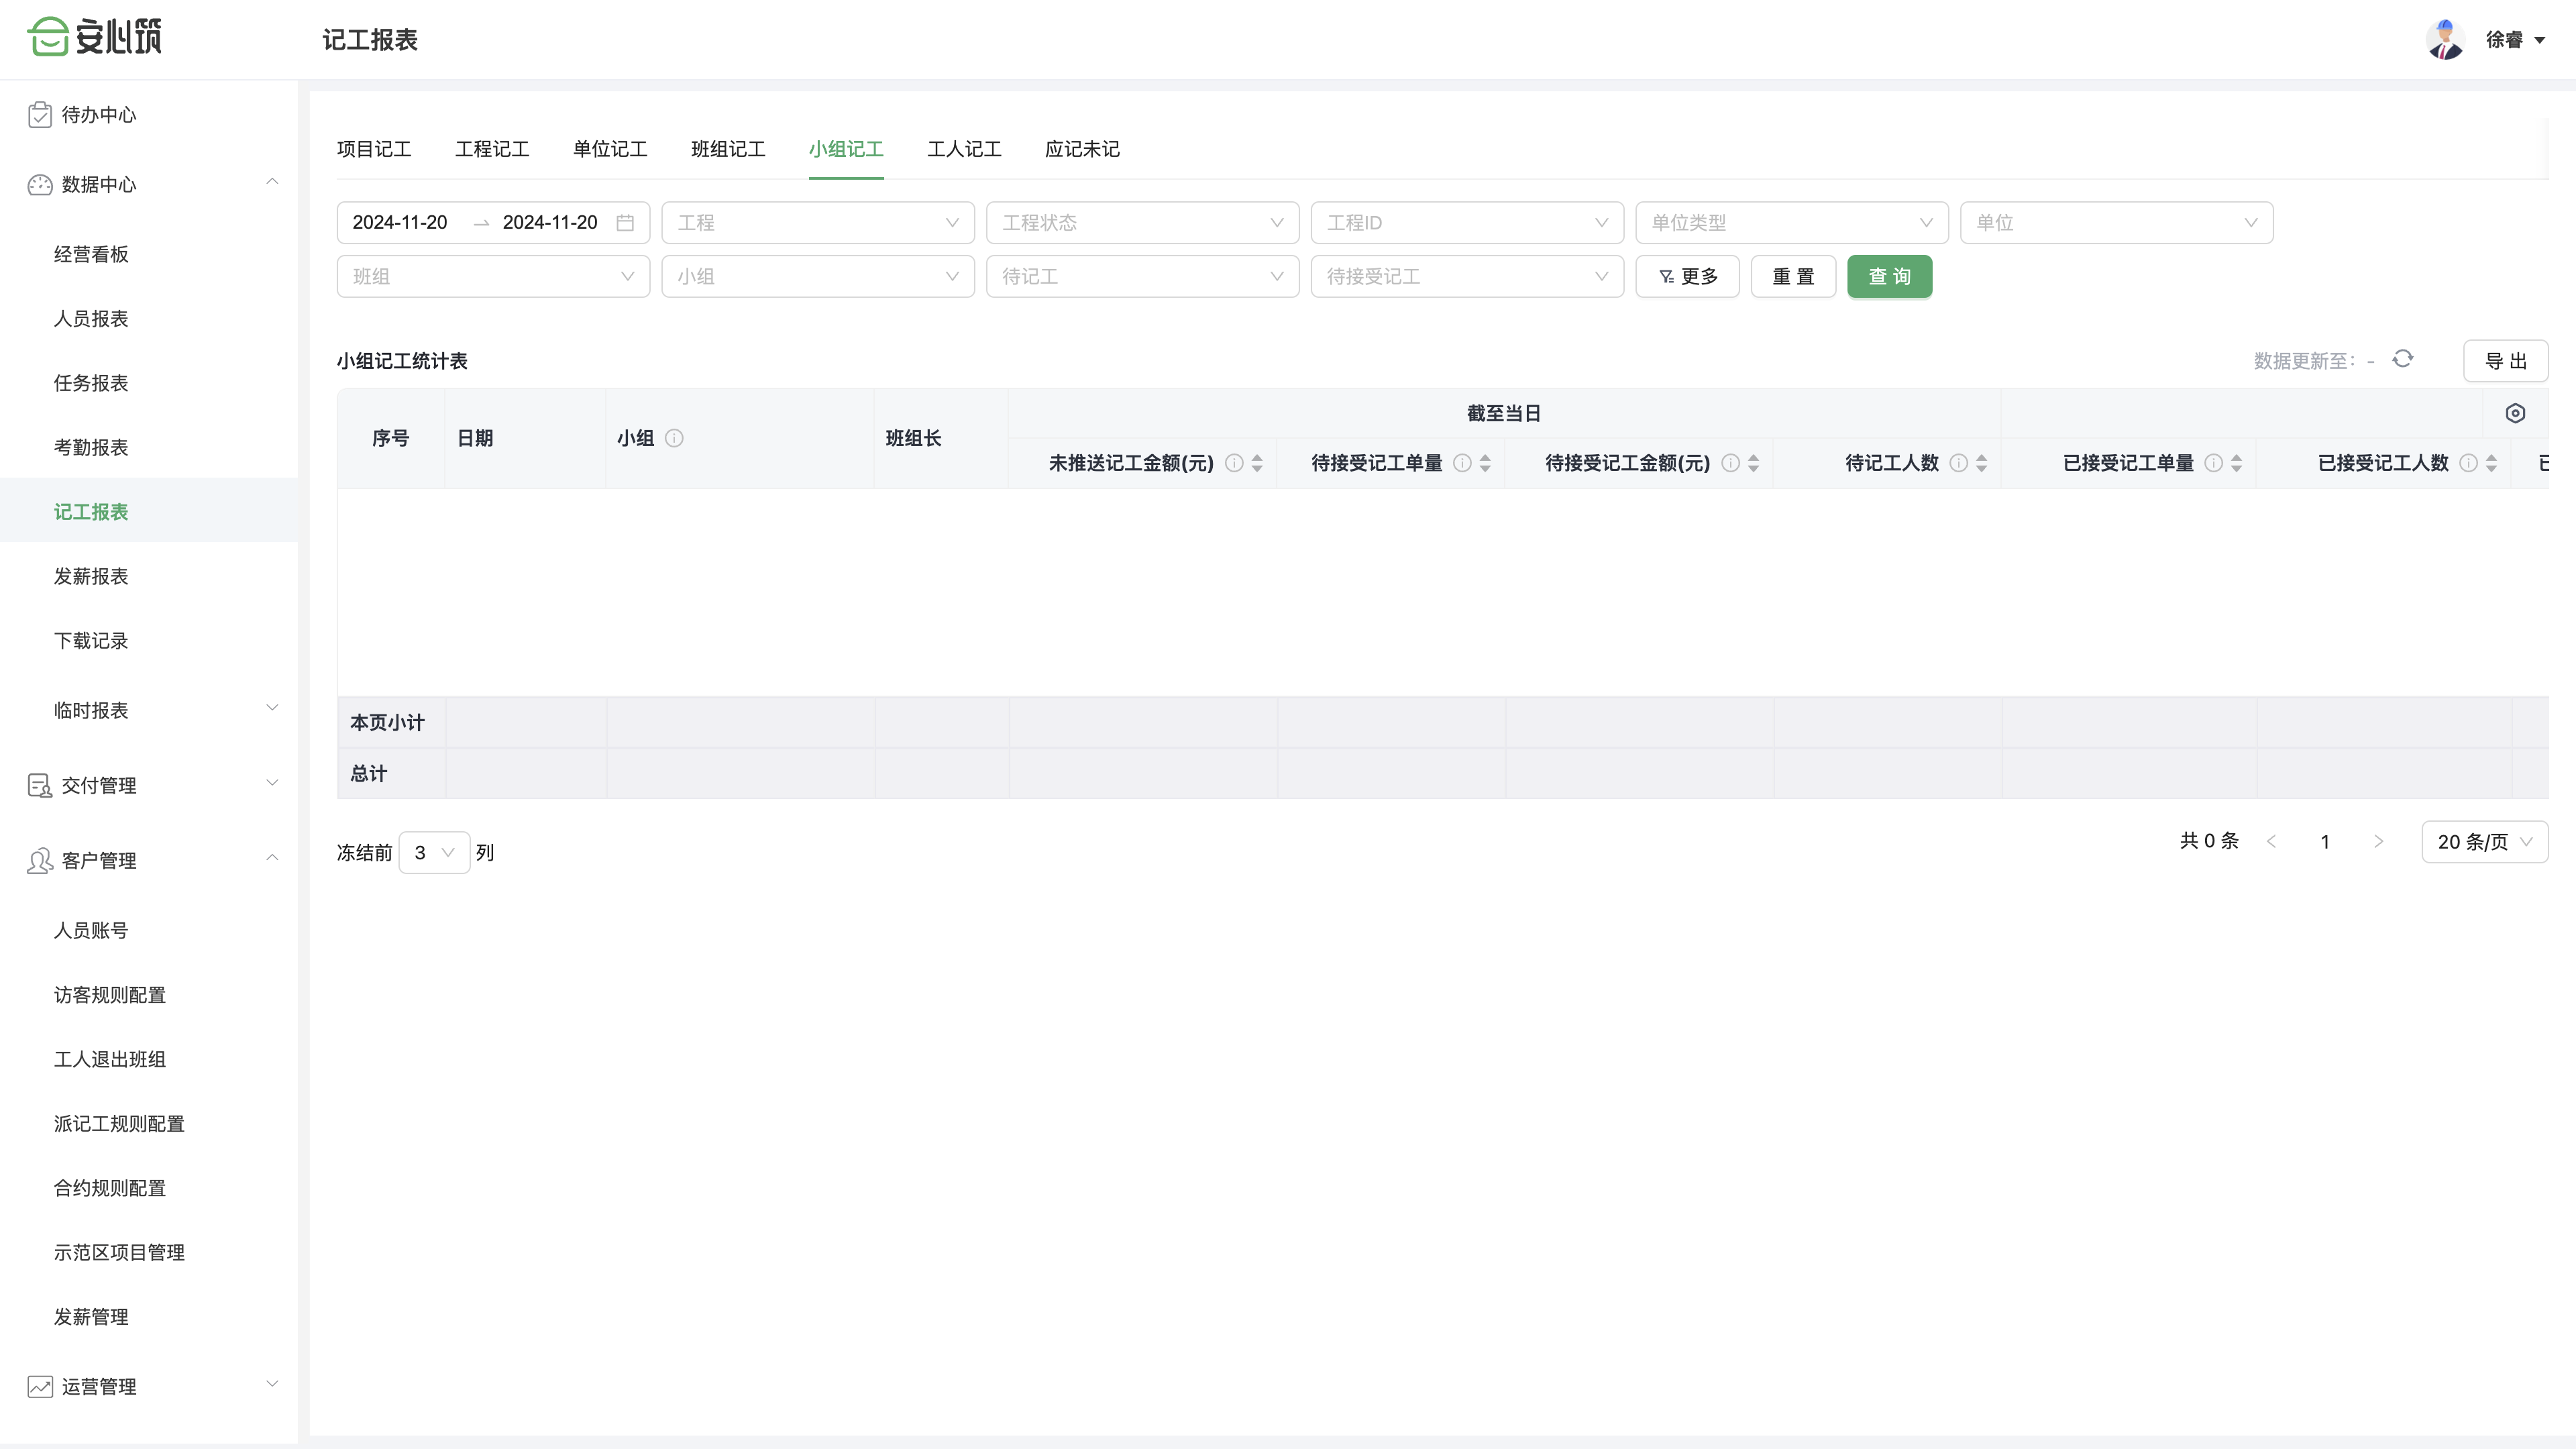 安心筑
记工报表
徐睿
待办中心
数据中心
经营看板
人员报表
任务报表
考勤报表
记工报表
发薪报表
下载记录
临时报表
交付管理
客户管理
人员账号
访客规则配置
工人退出班组
派记工规则配置
合约规则配置
示范区项目管理
发薪管理
运营管理
项目记工 工程记工 单位记工 班组记工 小组记工 工人记工 应记未记
2024-11-20 → 2024-11-20 工程 工程状态 工程ID 单位类型 单位
班组 小组 待记工 待接受记工 更多 重置 查询
小组记工统计表 数据更新至: - 导出
序号 日期 小组 班组长 截至当日
未推送记工金额(元) 待接受记工单量 待接受记工金额(元) 待记工人数 已接受记工单量 已接受记工人数
本页小计
总计
冻结前 3 列 共 0 条 < 1 > 20 条/页